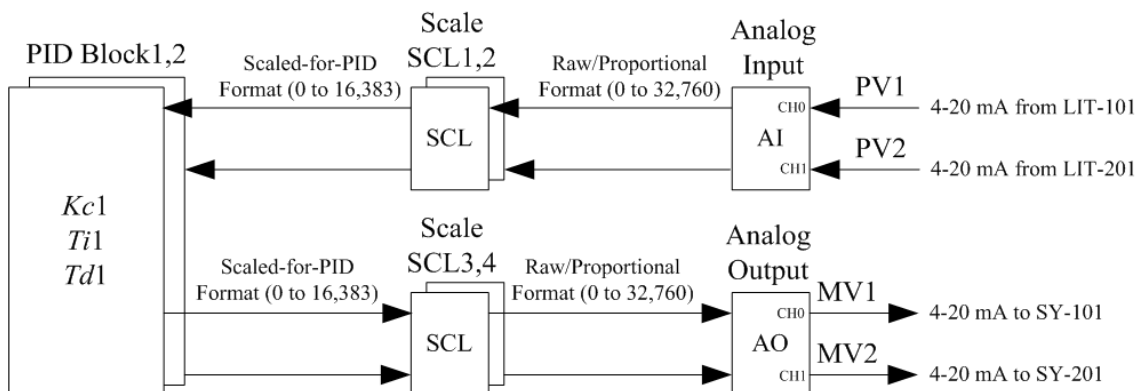 PID Block1,2
Kc1
Ti1
Td1
Scaled-for-PID
Format (0 to 16,383)
Scale
SCL1,2
SCL
Raw/Proportional
Format (0 to 32,760)
Analog
Input
CH0
AI
CH1
PV1
4-20 mA from LIT-101
PV2
4-20 mA from LIT-201
Scaled-for-PID
Format (0 to 16,383)
Scale
SCL3,4
SCL
Raw/Proportional
Format (0 to 32,760)
Analog
Output
CH0
AO
CH1
MV1
4-20 mA to SY-101
MV2
4-20 mA to SY-201